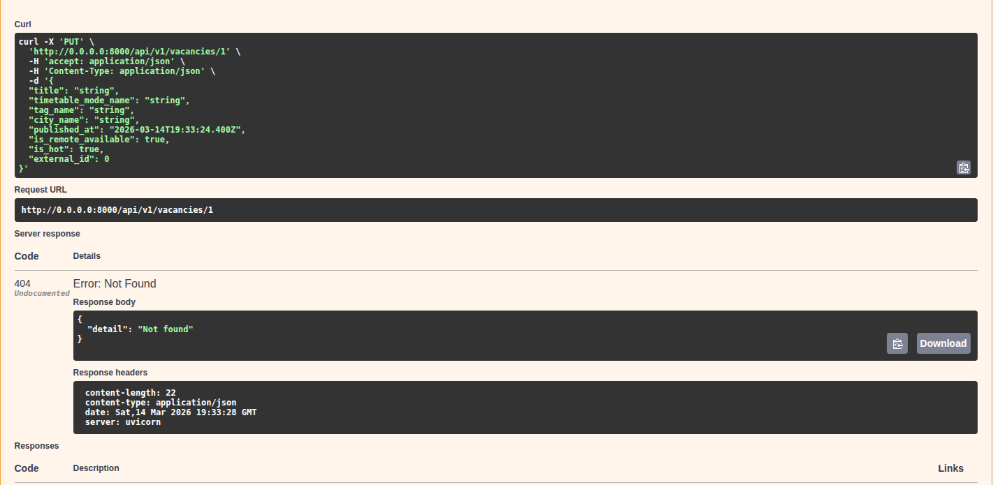 Curl
curl -X 'PUT' \
  'http://0.0.0.0:8000/api/v1/vacancies/1' \
  -H 'accept: application/json' \
  -H 'Content-Type: application/json' \
  -d '{
  "title": "string",
  "timetable_mode_name": "string",
  "tag_name": "string",
  "city_name": "string",
  "published_at": "2026-03-14T19:33:24.400Z",
  "is_remote_available": true,
  "is_hot": true,
  "external_id": 0
}'
Request URL
http://0.0.0.0:8000/api/v1/vacancies/1
Server response
Code Details
404 Error: Not Found
Undocumented
Response body
{
  "detail": "Not found"
}
Download
Response headers
content-length: 22
content-type: application/json
date: Sat,14 Mar 2026 19:33:28 GMT
server: uvicorn
Responses
Code Description Links